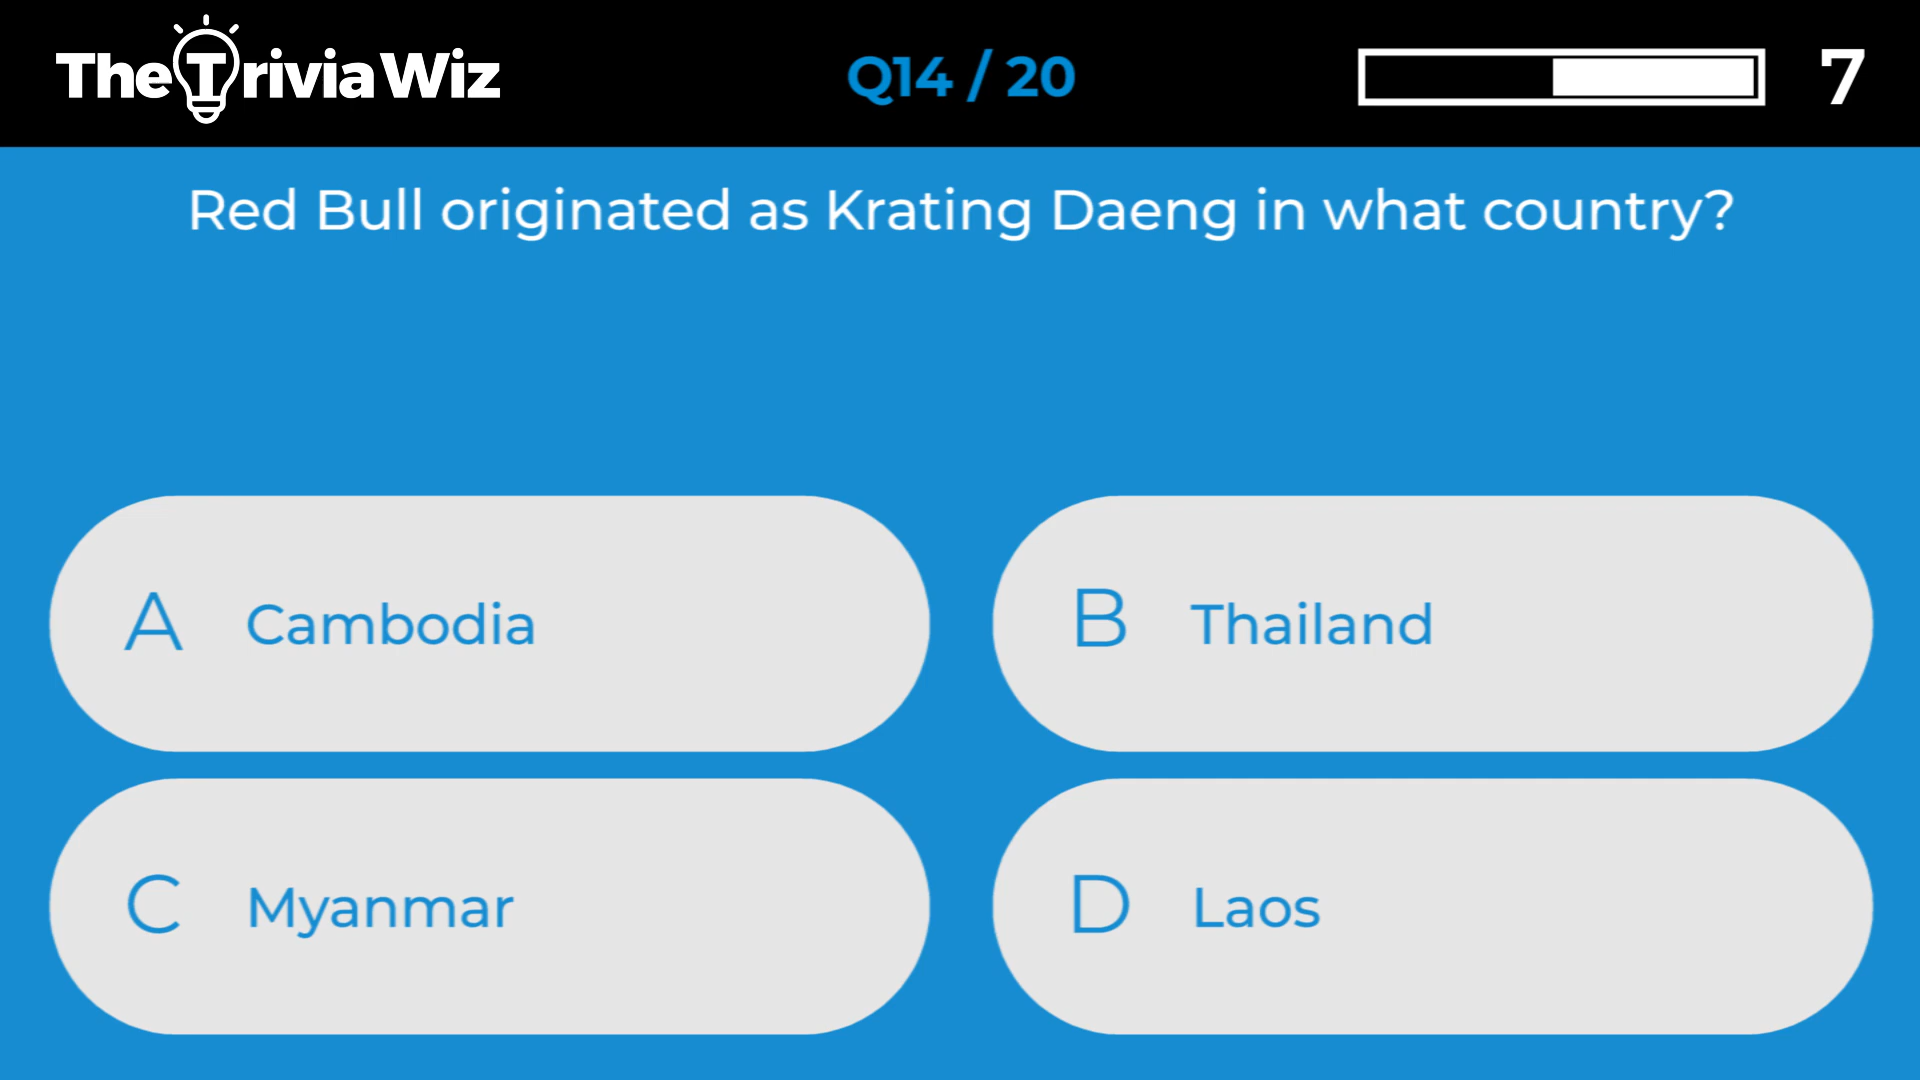 The Trivia Wiz
Q14 / 20
7
Red Bull originated as Krating Daeng in what country?
A Cambodia
B Thailand
C Myanmar
D Laos